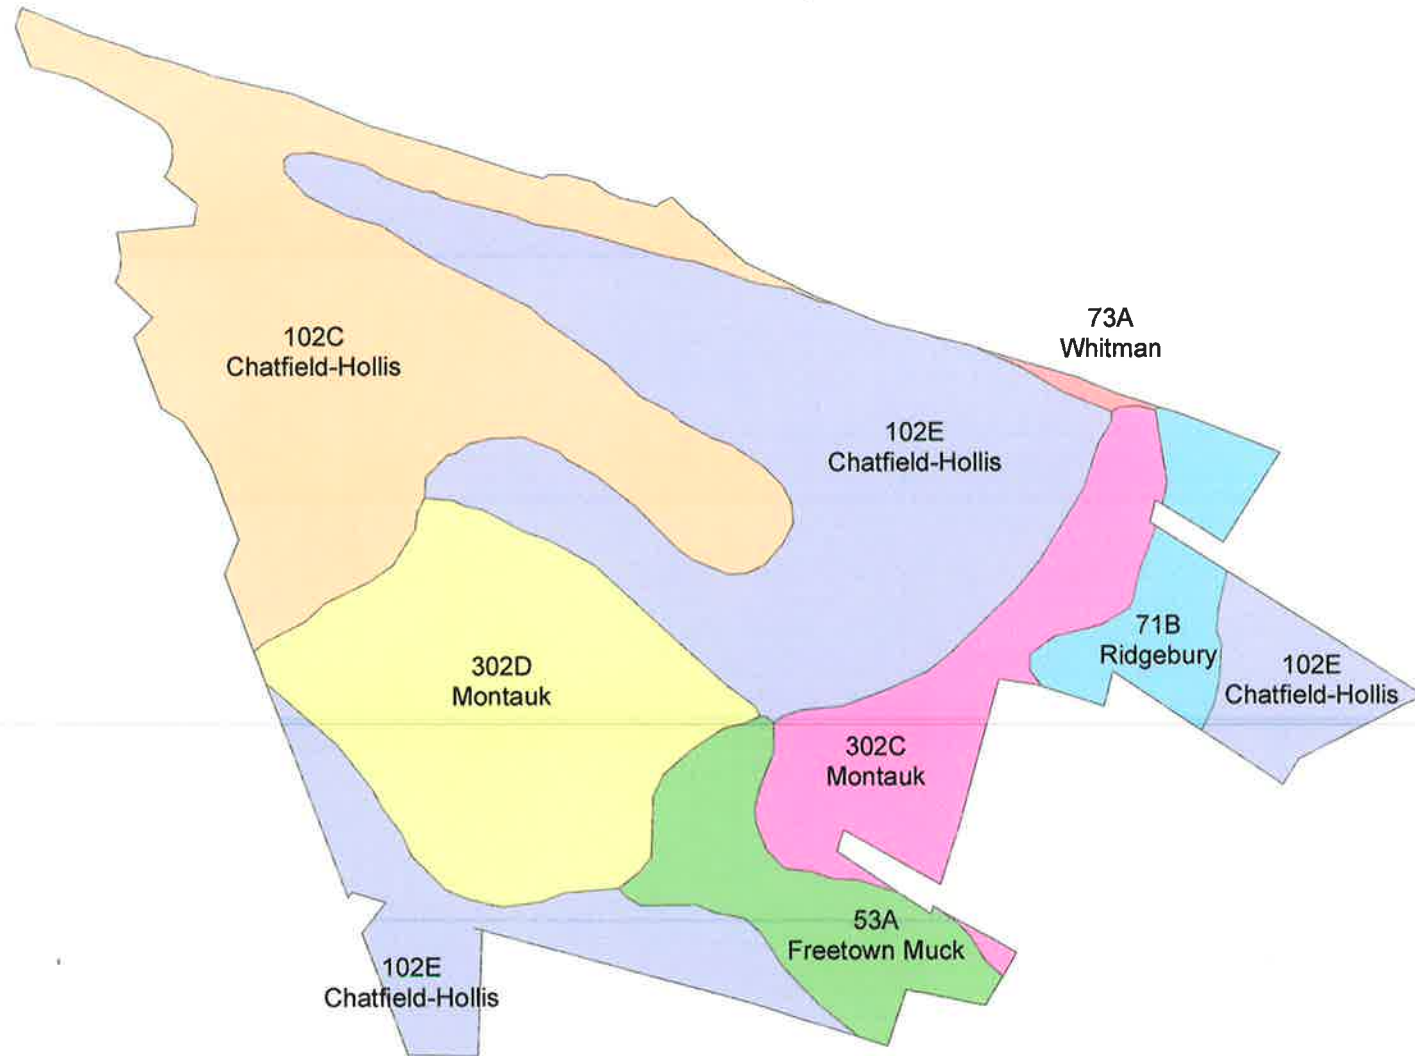 73A
Whitman
102C
Chatfield-Hollis
102E
Chatfield-Hollis
71B
Ridgebury
102E
Chatfield-Hollis
302D
Montauk
302C
Montauk
53A
Freetown Muck
102E
Chatfield-Hollis